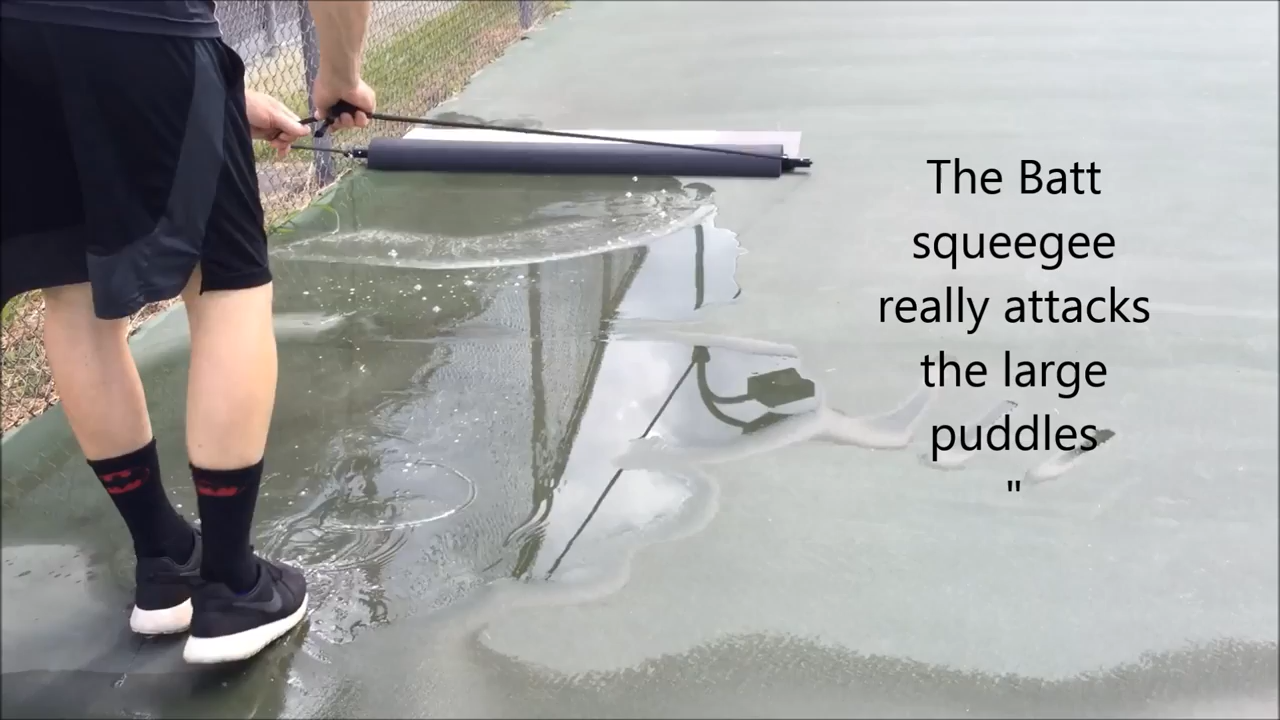 The Batt
squeegee
really attacks
the large
puddles
"